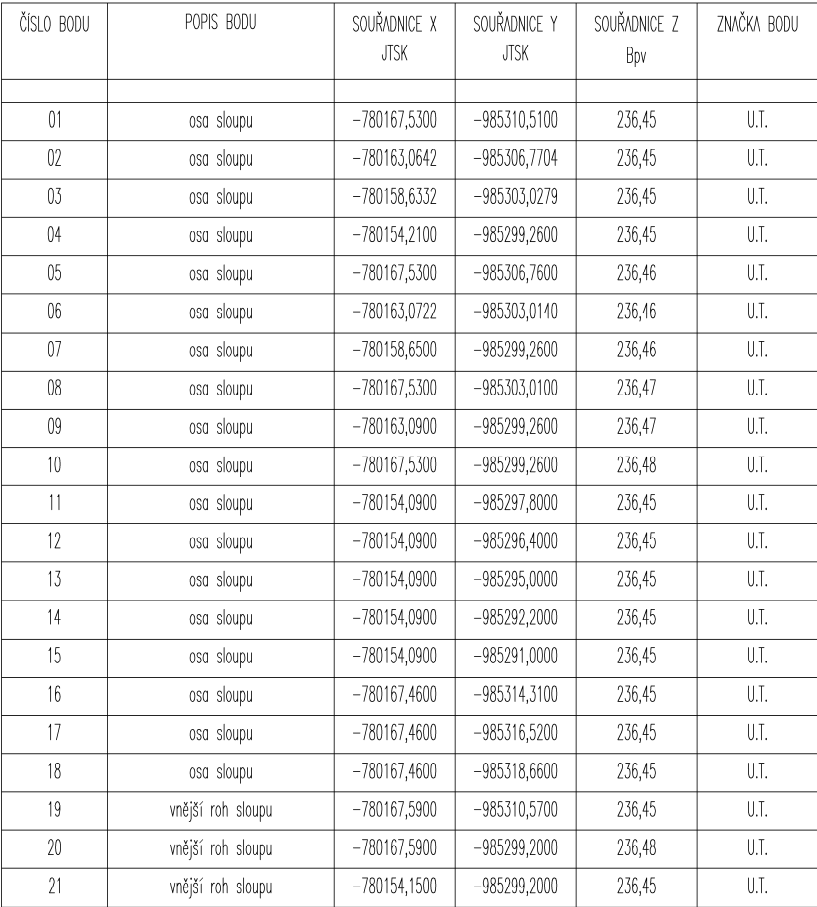 ČÍSLO BODU POPIS BODU SOUŘADNICE X JTSK SOUŘADNICE Y JTSK SOUŘADNICE Z Bpv ZNAČKA BODU
01 osa sloupu -780167,5300 -985310,5100 236,45 U.T.
02 osa sloupu -780163,0642 -985306,7704 236,45 U.T.
03 osa sloupu -780158,6332 -985303,0279 236,45 U.T.
04 osa sloupu -780154,2100 -985299,2600 236,45 U.T.
05 osa sloupu -780167,5300 -985306,7600 236,46 U.T.
06 osa sloupu -780163,0722 -985303,0140 236,46 U.T.
07 osa sloupu -780158,6500 -985299,2600 236,46 U.T.
08 osa sloupu -780167,5300 -985303,0100 236,47 U.T.
09 osa sloupu -780163,0900 -985299,2600 236,47 U.T.
10 osa sloupu -780167,5300 -985299,2600 236,48 U.T.
11 osa sloupu -780154,0900 -985297,8000 236,45 U.T.
12 osa sloupu -780154,0900 -985296,4000 236,45 U.T.
13 osa sloupu -780154,0900 -985295,0000 236,45 U.T.
14 osa sloupu -780154,0900 -985292,2000 236,45 U.T.
15 osa sloupu -780154,0900 -985291,0000 236,45 U.T.
16 osa sloupu -780167,4600 -985314,3100 236,45 U.T.
17 osa sloupu -780167,4600 -985316,5200 236,45 U.T.
18 osa sloupu -780167,4600 -985318,6600 236,45 U.T.
19 vnější roh sloupu -780167,5900 -985310,5700 236,45 U.T.
20 vnější roh sloupu -780167,5900 -985299,2000 236,48 U.T.
21 vnější roh sloupu -780154,1500 -985299,2000 236,45 U.T.